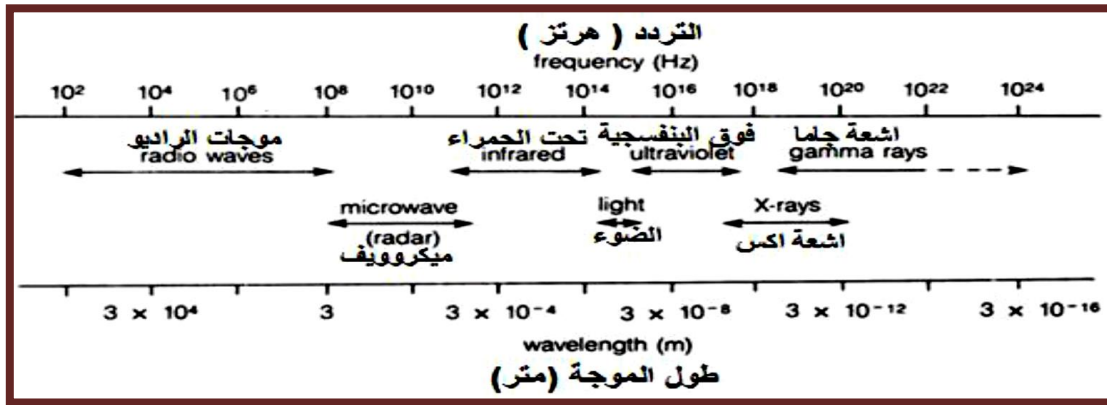 التردد ( هرتز )
frequency (Hz)
10² 10⁴ 10⁶ 10⁸ 10¹⁰ 10¹² 10¹⁴ 10¹⁶ 10¹⁸ 10²⁰ 10²² 10²⁴
موجات الراديو تحت الحمراء فوق البنفسجية اشعة جاما
radio waves infrared ultraviolet gamma rays
microwave light X-rays
(radar) الضوء اشعة اكس
ميكروويف
3 × 10⁴ 3 3 × 10⁻⁴ 3 × 10⁻⁸ 3 × 10⁻¹² 3 × 10⁻¹⁶
wavelength (m)
طول الموجة (متر)